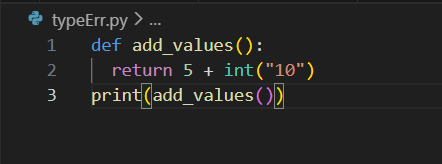 typeErr.py > ...
1 def add_values():
2   return 5 + int("10")
3 print(add_values())